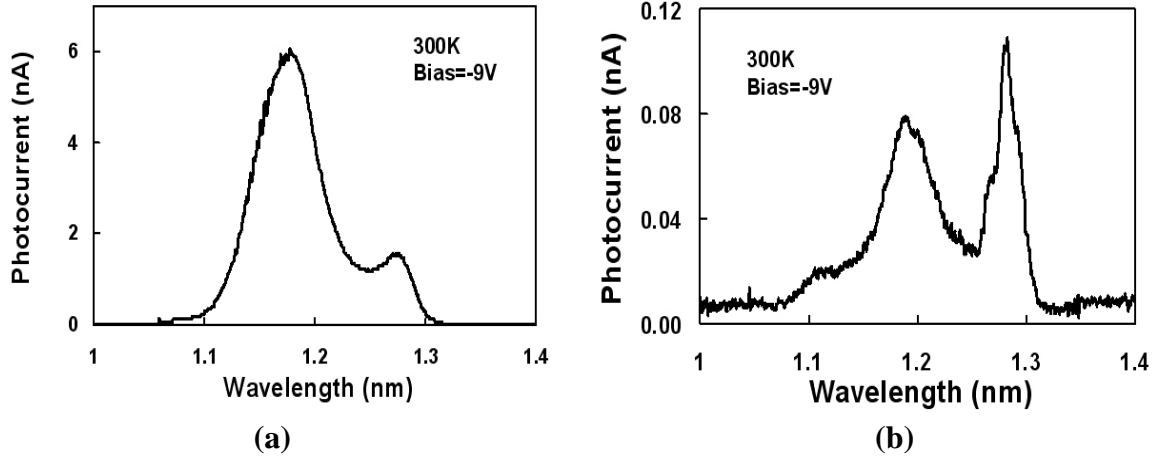 Photocurrent (nA)
6
4
2
0
300K
Bias=-9V
1
1.1
1.2
1.3
1.4
Wavelength (nm)
(a)
Photocurrent (nA)
0.12
0.08
0.04
0.00
300K
Bias=-9V
1
1.1
1.2
1.3
1.4
Wavelength (nm)
(b)